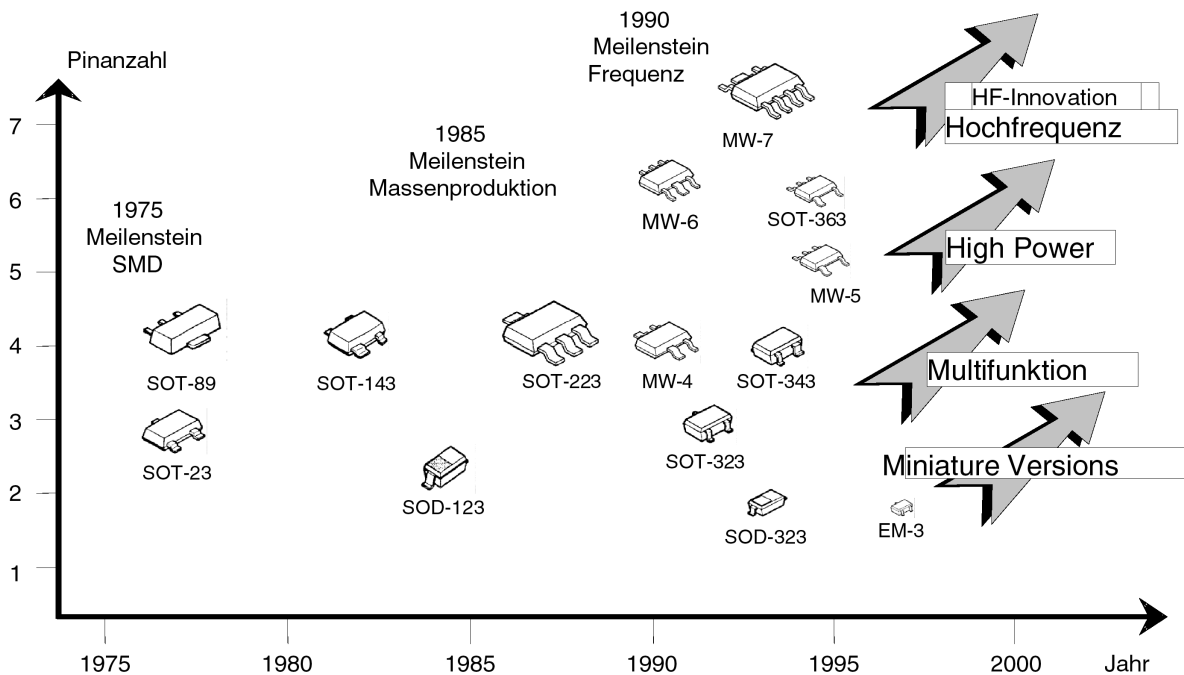 1990
Meilenstein
Frequenz
Pinanzahl
HF-Innovation
Hochfrequenz
7
1985
Meilenstein
Massenproduktion
MW-7
6
1975
Meilenstein
SMD
MW-6
SOT-363
High Power
5
MW-5
4
SOT-89
SOT-143
SOT-223
MW-4
SOT-343
Multifunktion
3
SOT-23
SOT-323
Miniature Versions
2
SOD-123
SOD-323
EM-3
1
1975
1980
1985
1990
1995
2000
Jahr